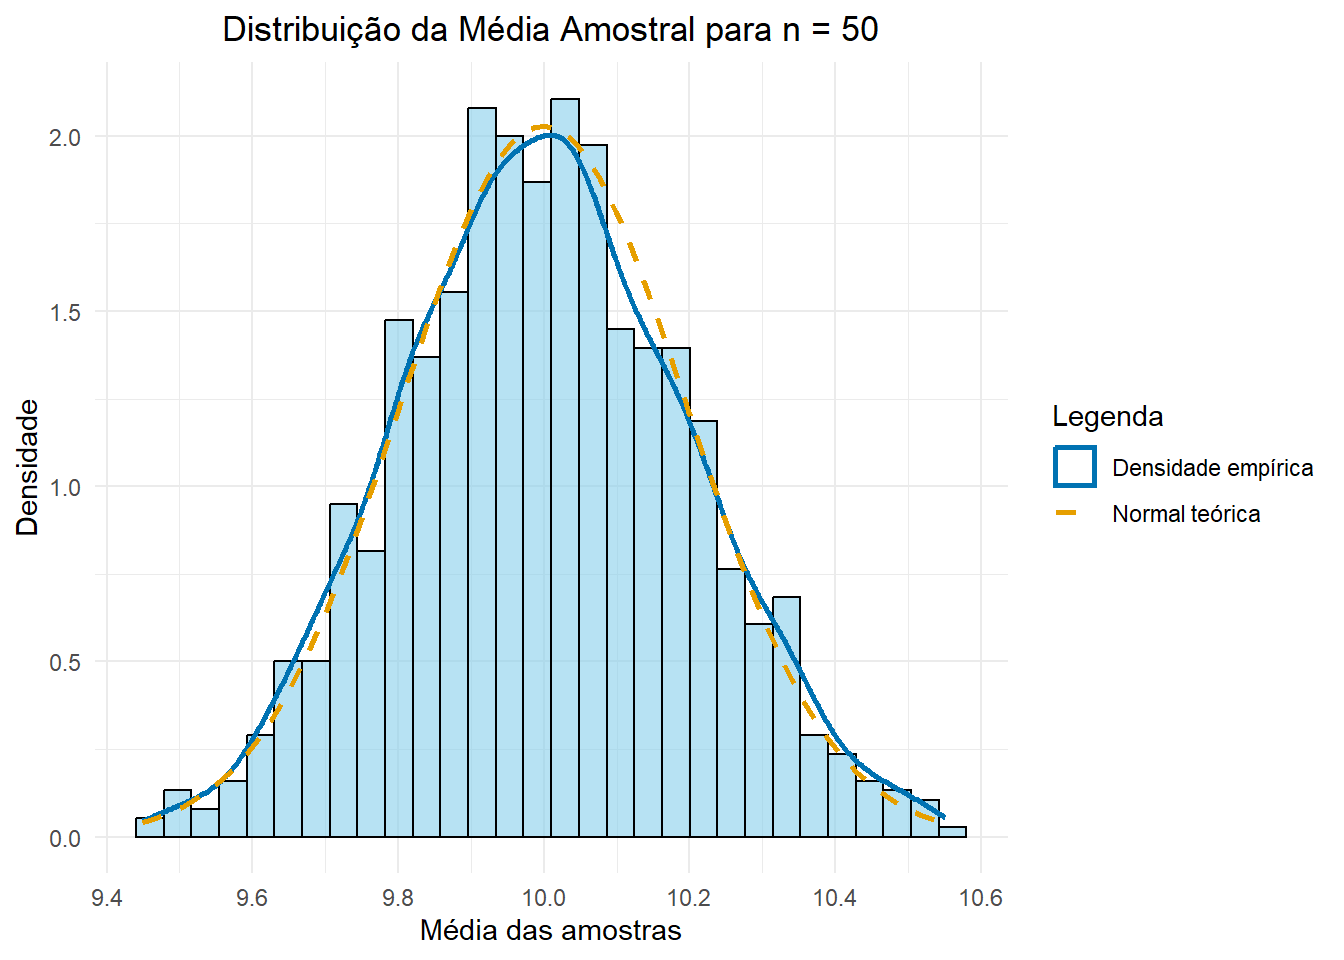 Distribuição da Média Amostral para n = 50
Densidade
2.0
1.5
1.0
0.5
0.0
9.4 9.6 9.8 10.0 10.2 10.4 10.6
Média das amostras
Legenda
Densidade empírica
Normal teórica